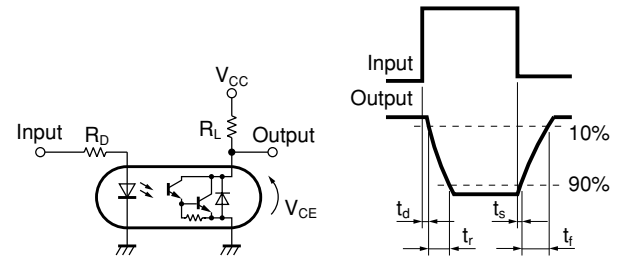 V_CC
Input R_D R_L Output
V_CE
Input
Output
10%
90%
t_d t_s
t_r t_f